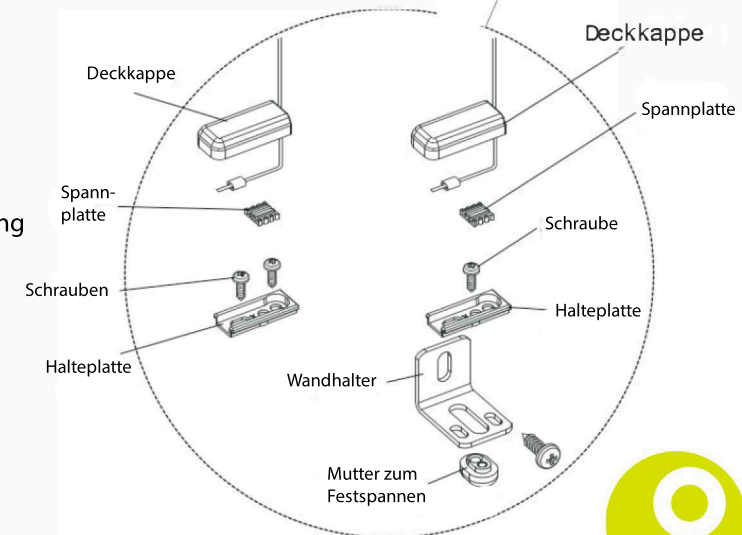 Deckkappe
Deckkappe
Spannplatte
Spann-
platte
ng
Schraube
Schrauben
Halteplatte
Halteplatte
Wandhalter
Mutter zum
Festspannen